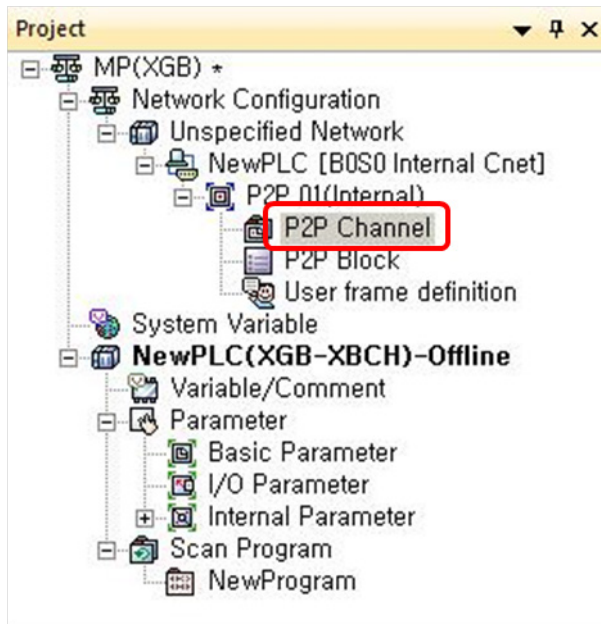 Project
MP(XGB) *
Network Configuration
Unspecified Network
NewPLC [B0S0 Internal Cnet]
P2P 01(Internal)
P2P Channel
P2P Block
User frame definition
System Variable
NewPLC(XGB-XBCH)-Offline
Variable/Comment
Parameter
Basic Parameter
I/O Parameter
Internal Parameter
Scan Program
NewProgram